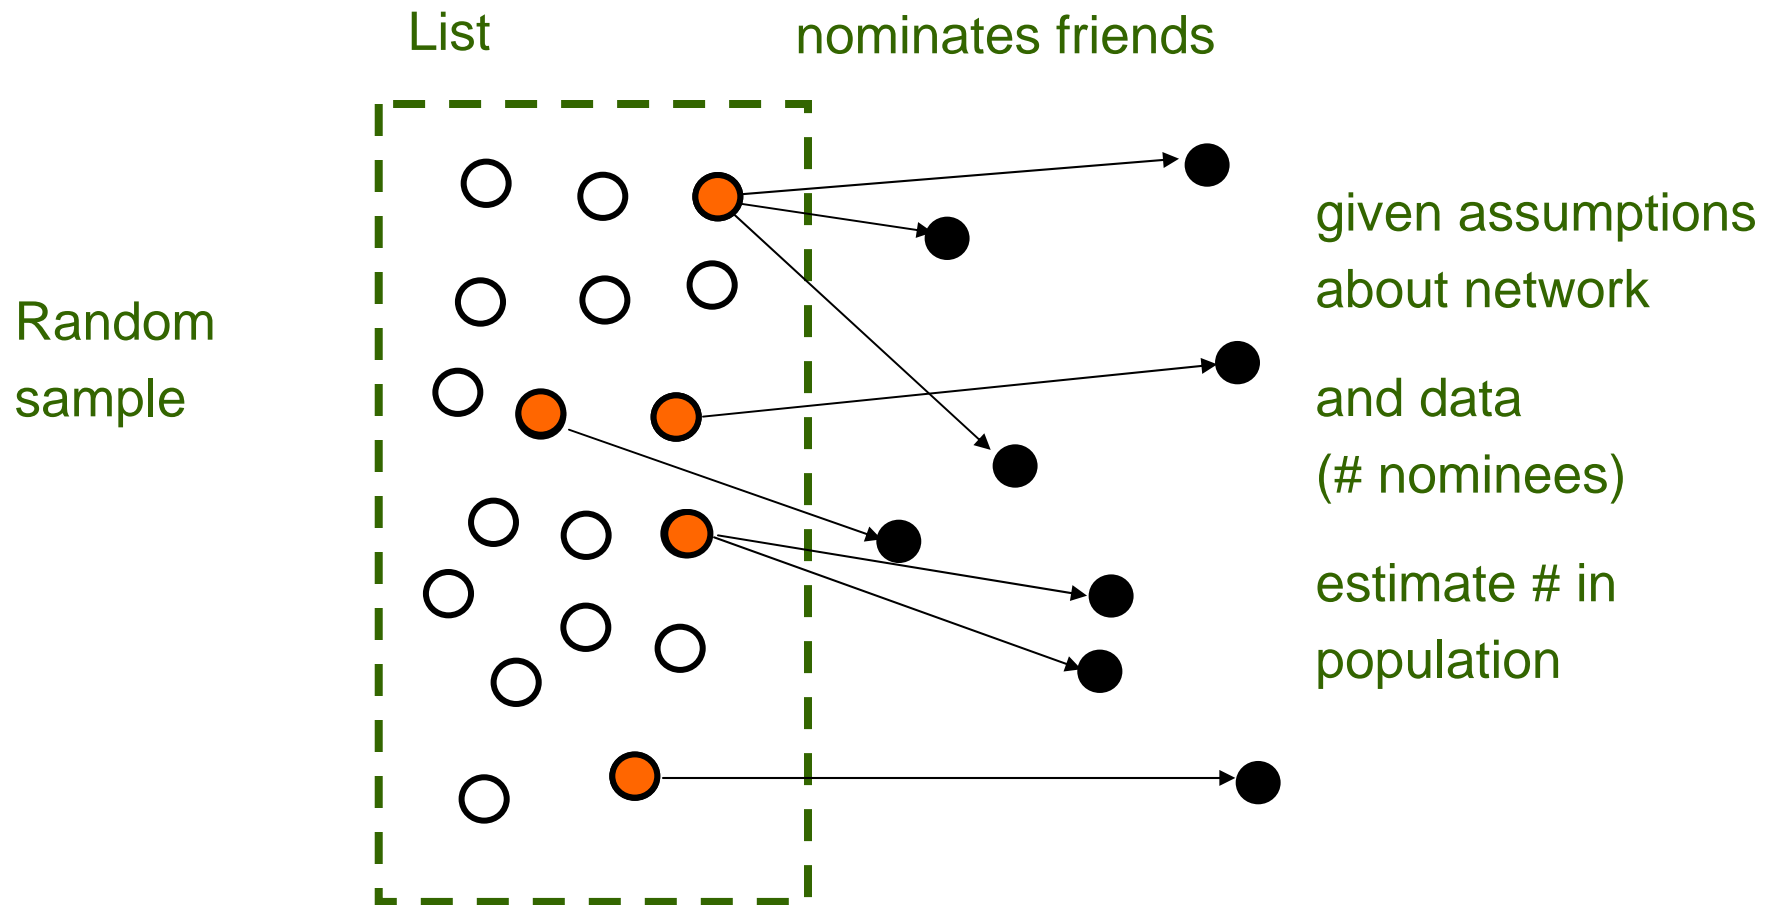 List
nominates friends
Random
sample
given assumptions
about network
and data
(# nominees)
estimate # in
population